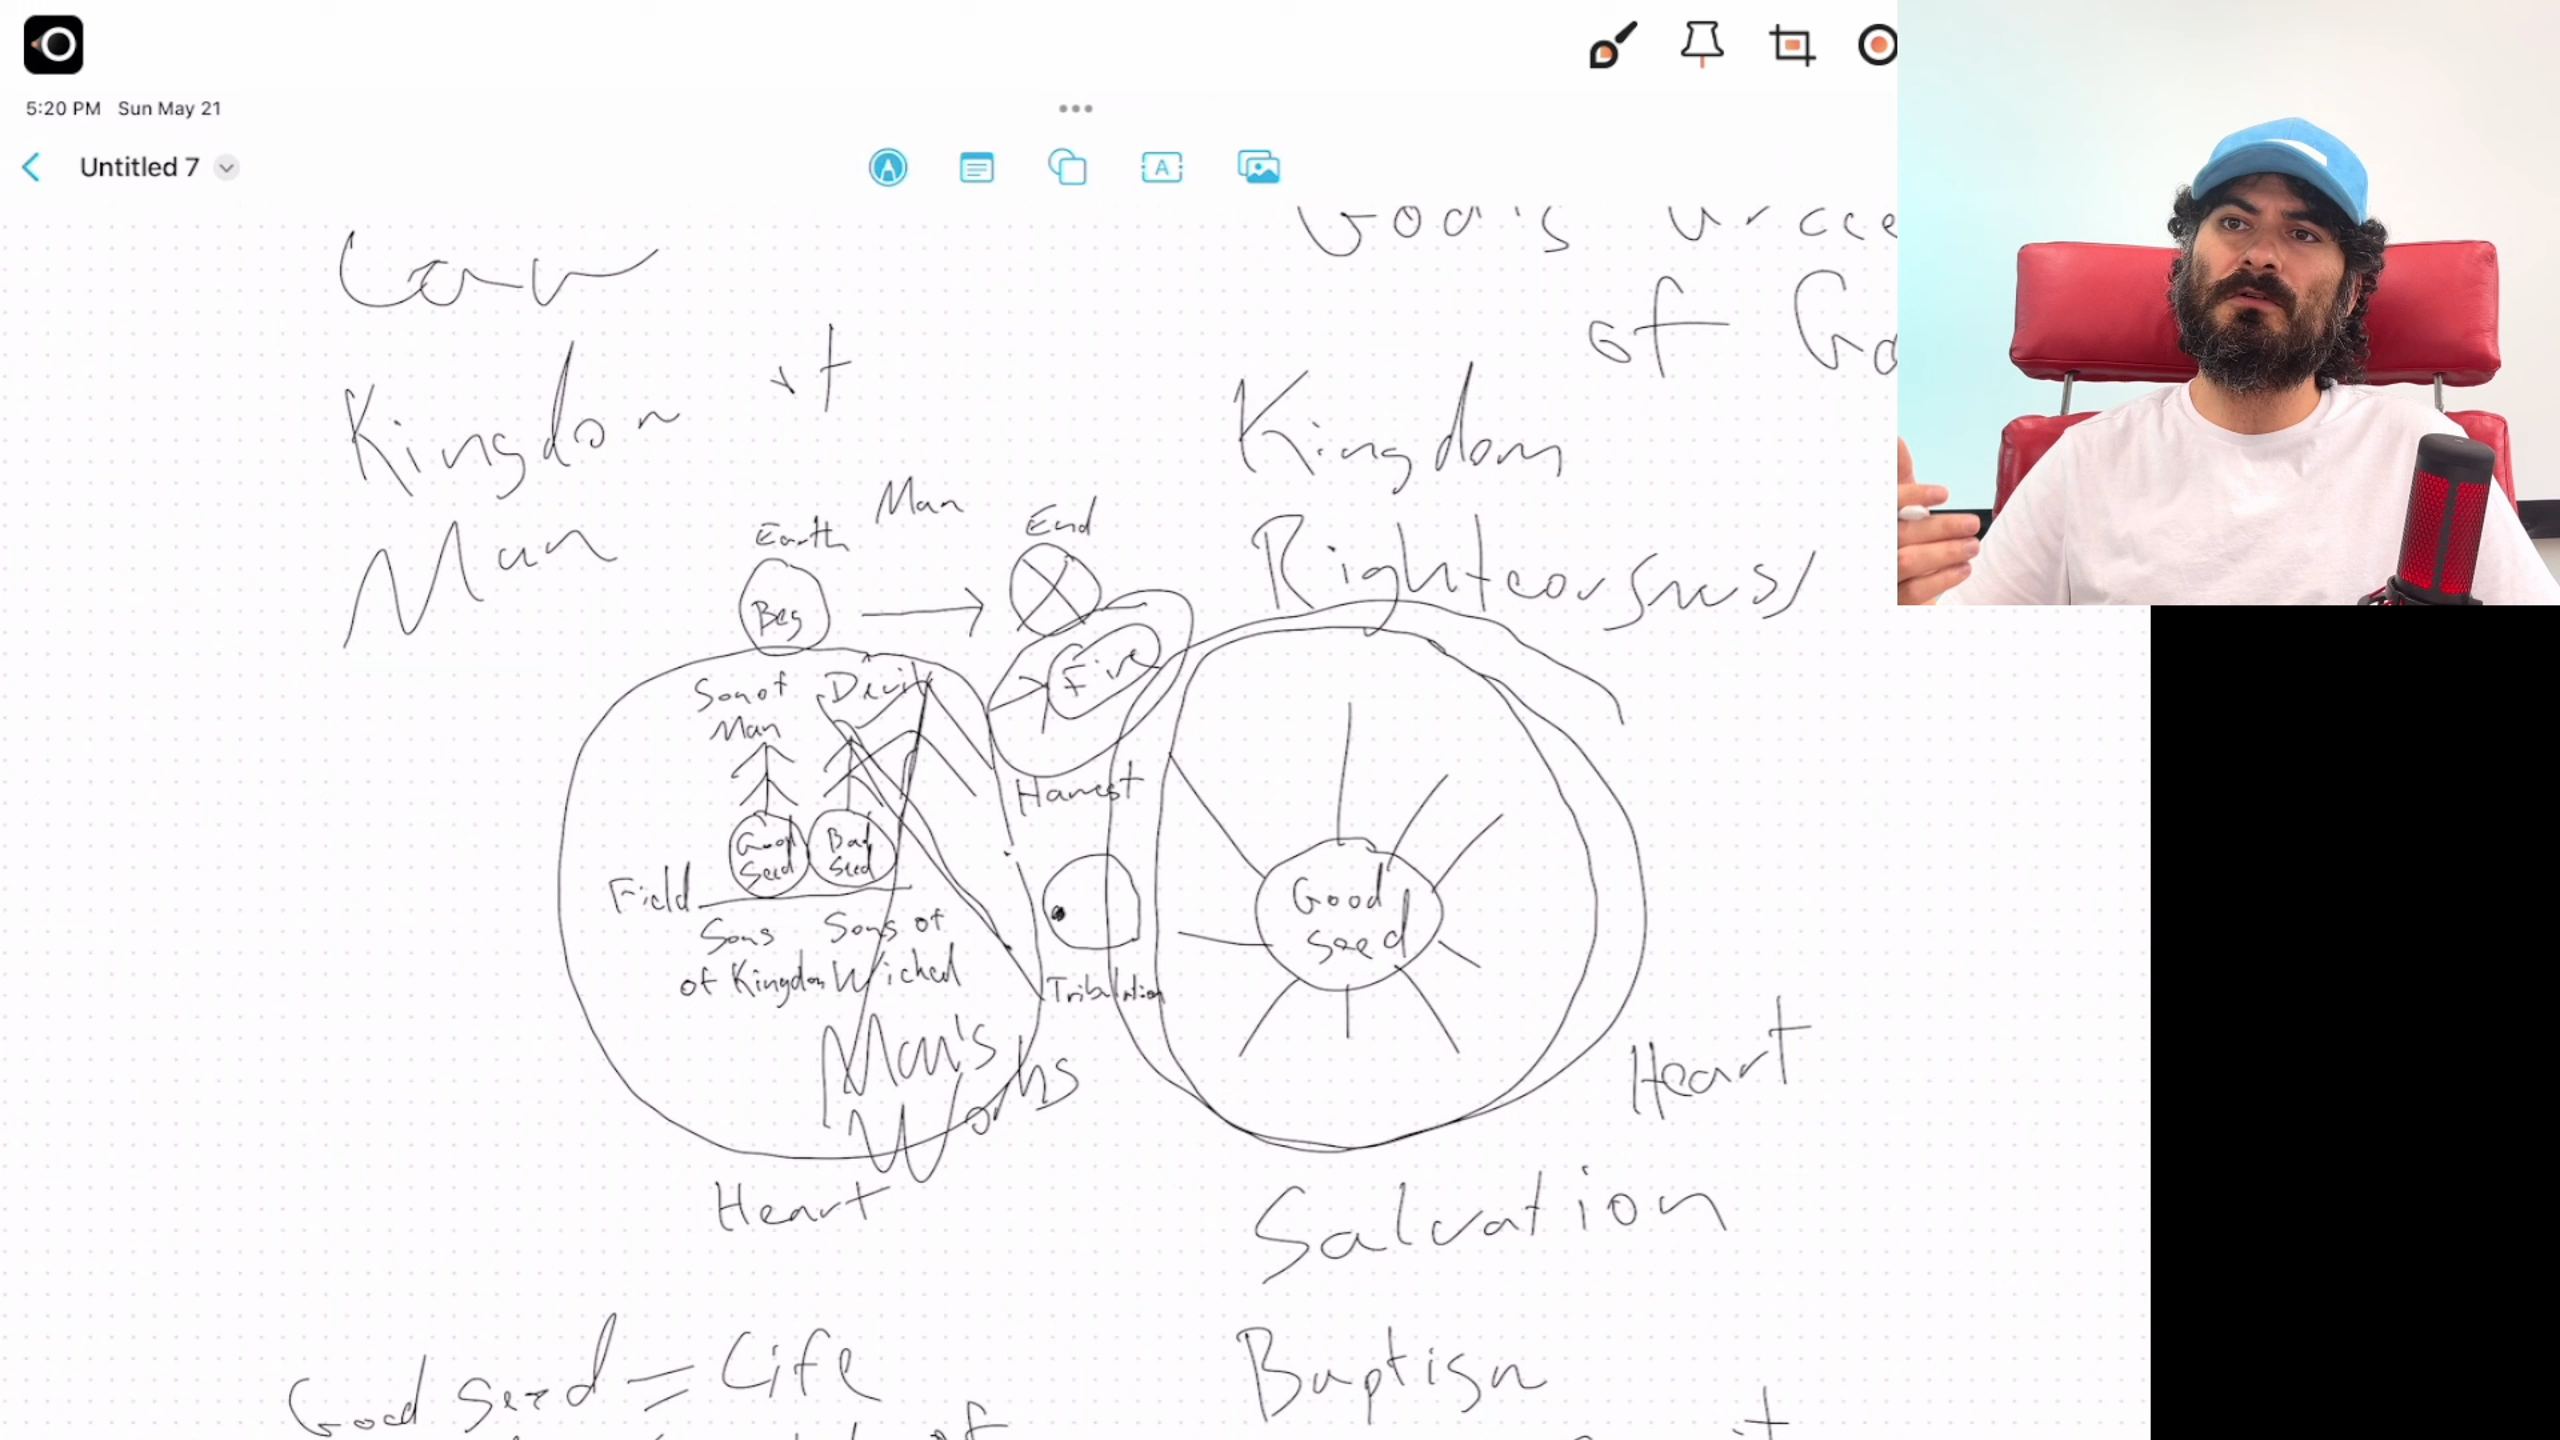 5:20 PM Sun May 21
Untitled 7
A
Law
God's
of
Kingdom of
Man
Kingdom
Righteousness
Earth
Man
End
Beg
Son of
Man
Devil
Fire
Harvest
Good
Seed
Bad
Seed
Field
Sons
of Kingdom
Sons of
Wicked
Tribulation
Man's
Works
Heart
Good
Seed
Heart
Salvation
Good Seed = Life
of
Baptism